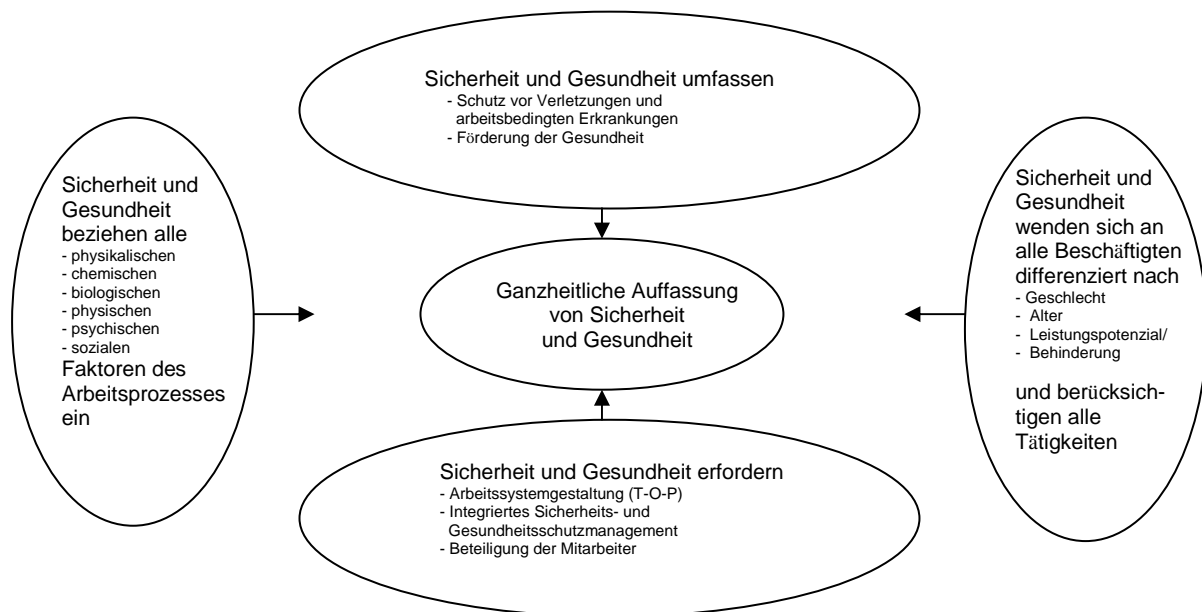 Sicherheit und Gesundheit umfassen
- Schutz vor Verletzungen und
arbeitsbedingten Erkrankungen
- Förderung der Gesundheit
Sicherheit und
Gesundheit
beziehen alle
- physikalischen
- chemischen
- biologischen
- physischen
- psychischen
- sozialen
Faktoren des
Arbeitsprozesses
ein
Ganzheitliche Auffassung
von Sicherheit
und Gesundheit
Sicherheit und
Gesundheit
wenden sich an
alle Beschäftigten
differenziert nach
- Geschlecht
- Alter
- Leistungspotenzial/
- Behinderung
und berücksich-
tigen alle
Tätigkeiten
Sicherheit und Gesundheit erfordern
- Arbeitssystemgestaltung (T-O-P)
- Integriertes Sicherheits- und
Gesundheitsschutzmanagement
- Beteiligung der Mitarbeiter